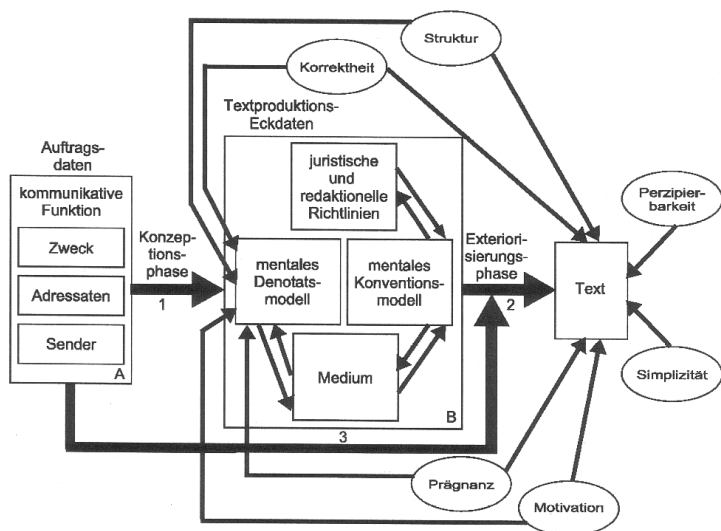 Struktur
Korrektheit
Textproduktions-
Eckdaten
Auftrags-
daten
kommunikative
Funktion
Zweck
Adressaten
Sender
A
Konzep-
tions-
phase
1
juristische
und
redaktionelle
Richtlinien
mentales
Denotats-
modell
mentales
Konventions-
modell
Medium
B
Exteriori-
sierungs-
phase
2
3
Text
Perzipier-
barkeit
Simplizität
Prägnanz
Motivation